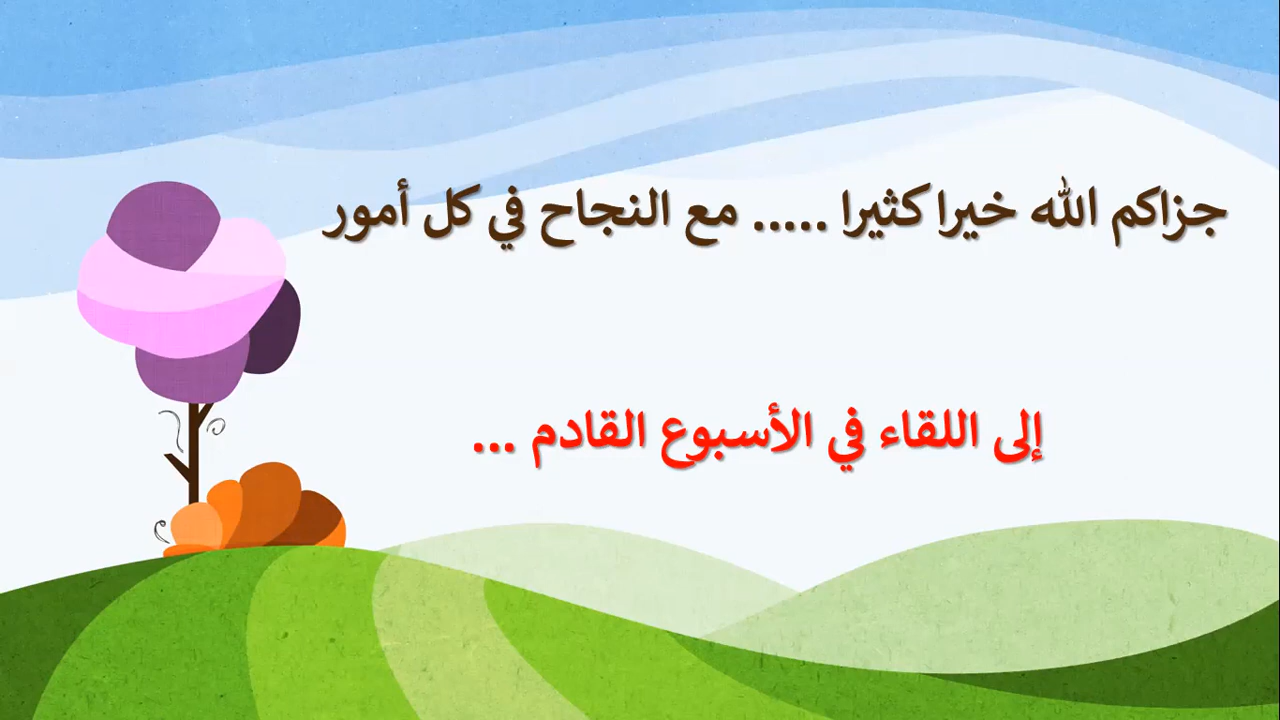 جزاكم الله خيرا كثيرا ..... مع النجاح في كل أمور
إلى اللقاء في الأسبوع القادم ...